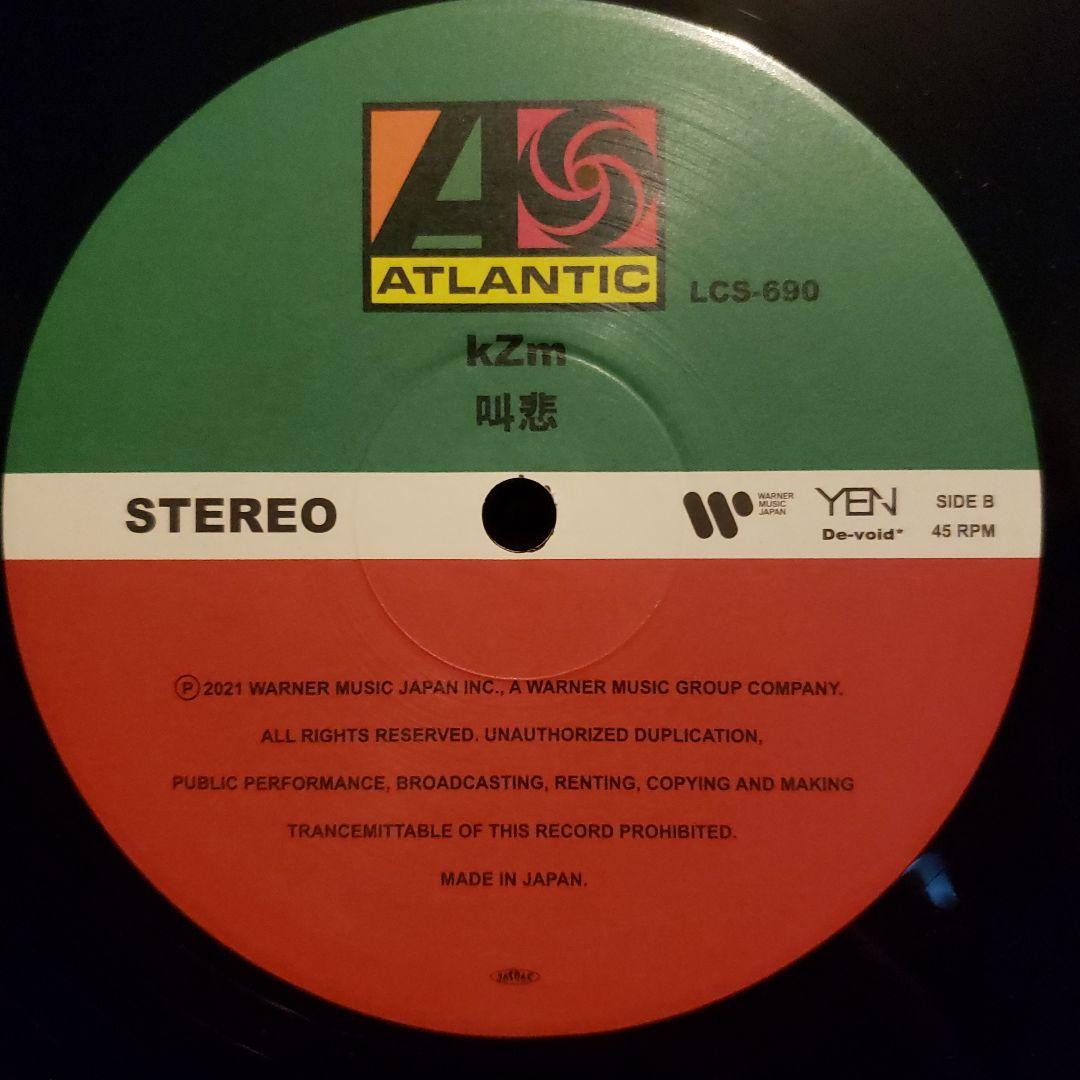 ATLANTIC
LCS-690
kZm
叫悲
STEREO
WARNER
MUSIC
JAPAN
YEN
De-void*
SIDE B
45 RPM
Ⓟ 2021 WARNER MUSIC JAPAN INC., A WARNER MUSIC GROUP COMPANY.
ALL RIGHTS RESERVED. UNAUTHORIZED DUPLICATION,
PUBLIC PERFORMANCE, BROADCASTING, RENTING, COPYING AND MAKING
TRANCEMITTABLE OF THIS RECORD PROHIBITED.
MADE IN JAPAN.
JASRAC